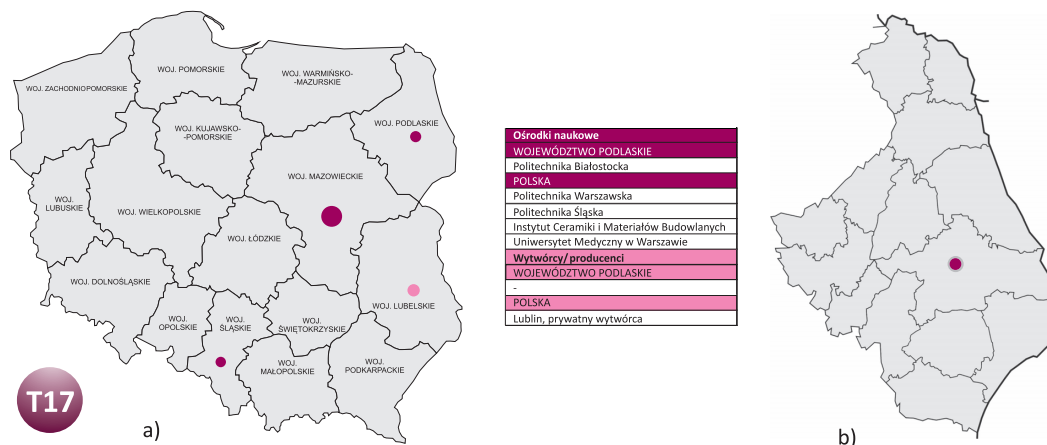 WOJ. POMORSKIE
WOJ. WARMIŃSKO-
-MAZURSKIE
WOJ. ZACHODNIOPOMORSKIE
WOJ. PODLASKIE
WOJ. KUJAWSKO-
-POMORSKIE
WOJ. MAZOWIECKIE
WOJ.
LUBUSKIE
WOJ. WIELKOPOLSKIE
WOJ. ŁÓDZKIE
WOJ. DOLNOŚLĄSKIE
WOJ. LUBELSKIE
WOJ.
OPOLSKIE
WOJ.
ŚLĄSKIE
WOJ.
ŚWIĘTOKRZYSKIE
WOJ.
MAŁOPOLSKIE
WOJ.
PODKARPACKIE
T17
a)
Ośrodki naukowe
WOJEWÓDZTWO PODLASKIE
Politechnika Białostocka
POLSKA
Politechnika Warszawska
Politechnika Śląska
Instytut Ceramiki i Materiałów Budowlanych
Uniwersytet Medyczny w Warszawie
Wytwórcy/producenci
WOJEWÓDZTWO PODLASKIE
-
POLSKA
Lublin, prywatny wytwórca
b)